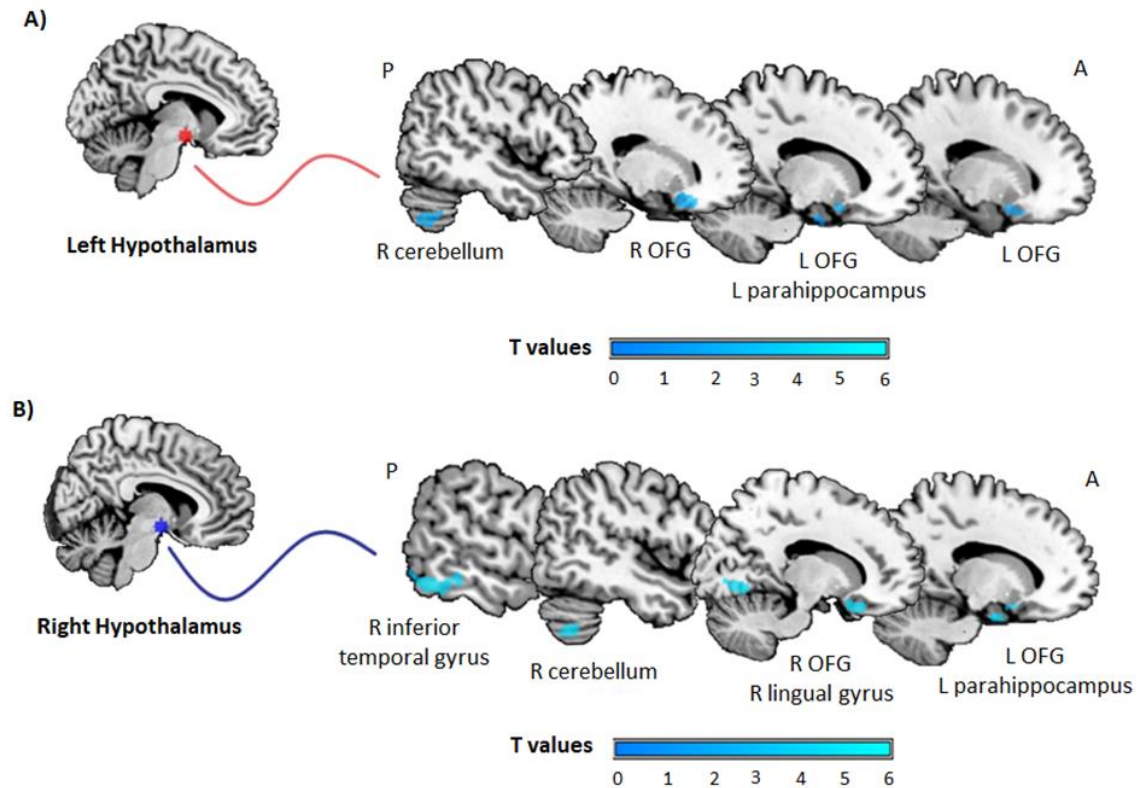 A)
P
A
Left Hypothalamus
R cerebellum
R OFG
L OFG
L parahippocampus
L OFG
T values
0 1 2 3 4 5 6
B)
P
A
Right Hypothalamus
R inferior
temporal gyrus
R cerebellum
R OFG
R lingual gyrus
L OFG
L parahippocampus
T values
0 1 2 3 4 5 6